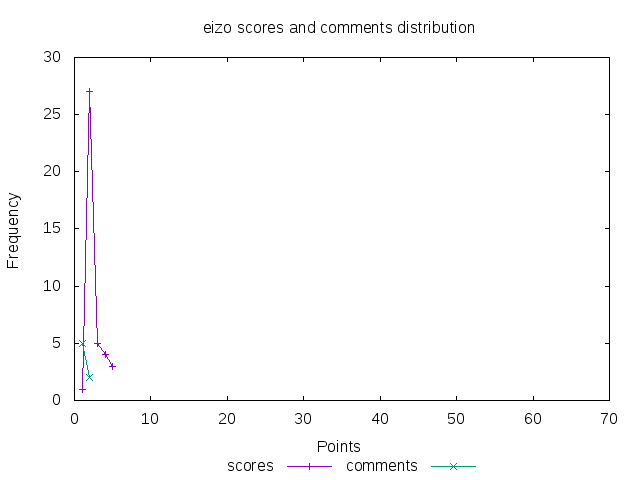 eizo scores and comments distribution
30
25
20
15
10
5
0
Frequency
0 10 20 30 40 50 60 70
Points
scores comments